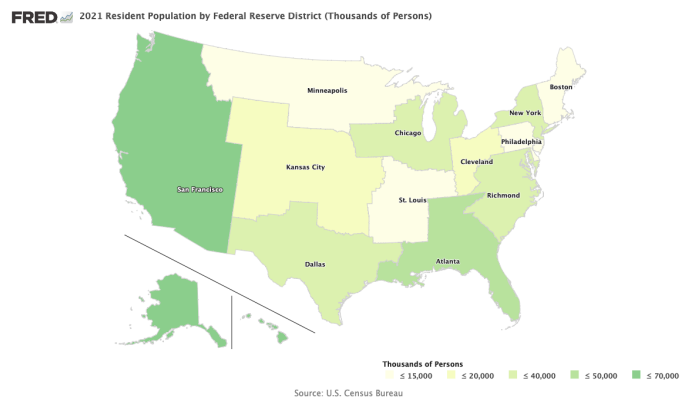 FRED 2021 Resident Population by Federal Reserve District (Thousands of Persons)
Minneapolis
Boston
New York
Chicago
Philadelphia
Cleveland
Kansas City
San Francisco
Richmond
St. Louis
Atlanta
Dallas
Thousands of Persons
≤ 15,000 ≤ 20,000 ≤ 40,000 ≤ 50,000 ≤ 70,000
Source: U.S. Census Bureau